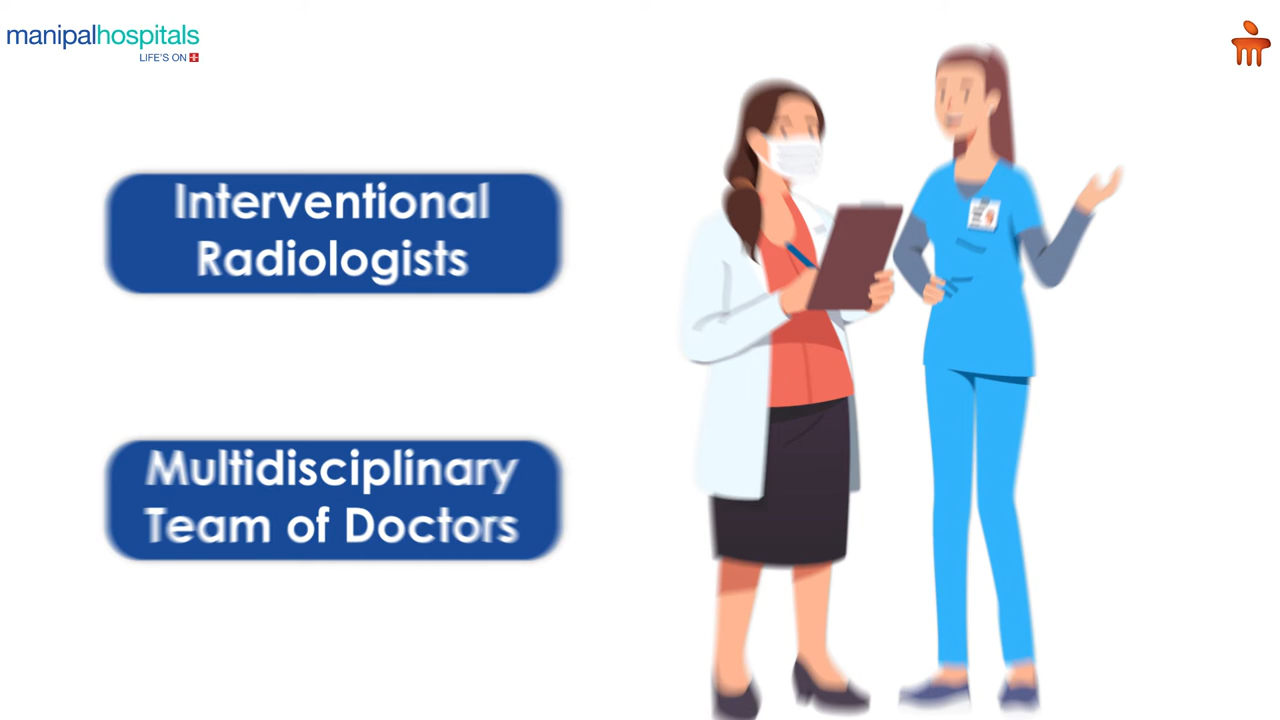 manipalhospitals
LIFE'S ON
Interventional
Radiologists
Multidisciplinary
Team of Doctors